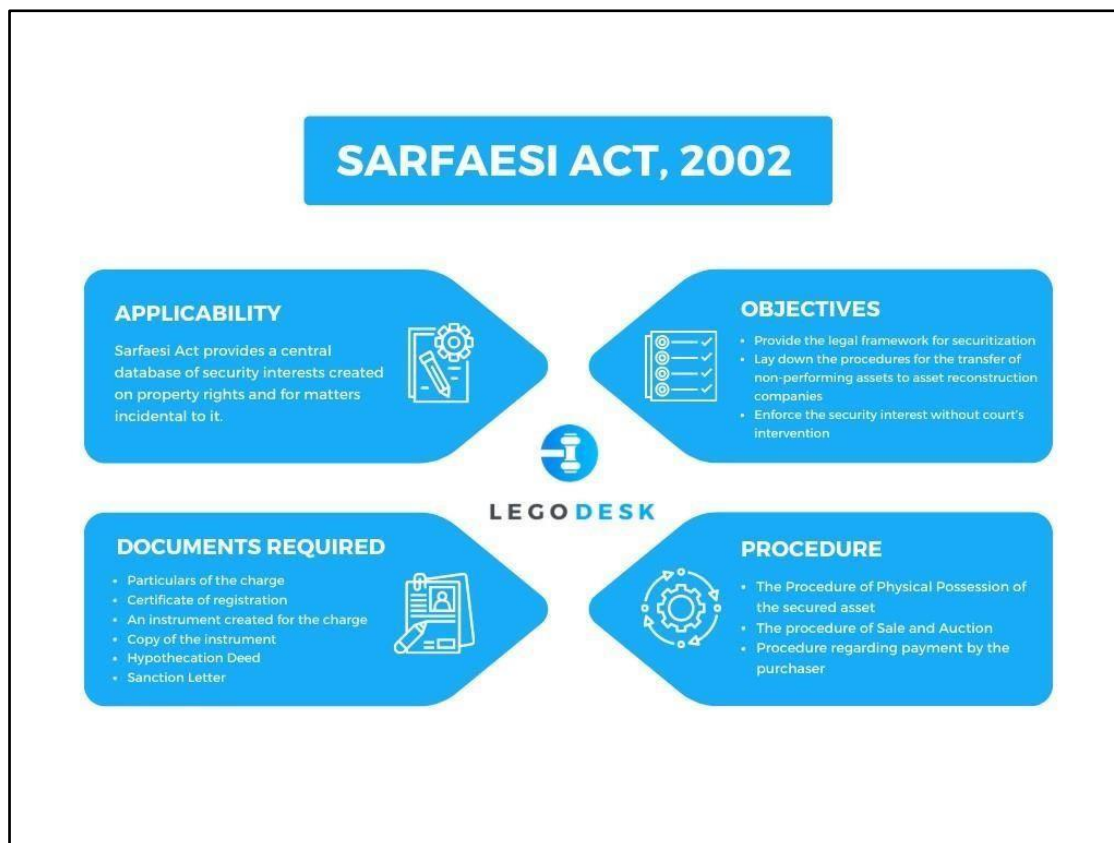 SARFAESI ACT, 2002
APPLICABILITY
Sarfaesi Act provides a central
database of security interests created
on property rights and for matters
incidental to it.
OBJECTIVES
• Provide the legal framework for securitization
• Lay down the procedures for the transfer of
non-performing assets to asset reconstruction
companies
• Enforce the security interest without court's
intervention
LEGODESK
DOCUMENTS REQUIRED
• Particulars of the charge
• Certificate of registration
• An instrument created for the charge
• Copy of the instrument
• Hypothecation Deed
• Sanction Letter
PROCEDURE
• The Procedure of Physical Possession of
the secured asset
• The procedure of Sale and Auction
• Procedure regarding payment by the
purchaser